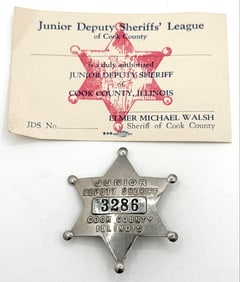 Junior Deputy Sheriffs' League
of Cook County
is a duly authorized
JUNIOR DEPUTY SHERIFF
OF
COOK COUNTY, ILLINOIS
ELMER MICHAEL WALSH
JDS No. Sheriff of Cook County
JUNIOR
DEPUTY SHERIFF
3286
COOK COUNTY
ILLINOIS